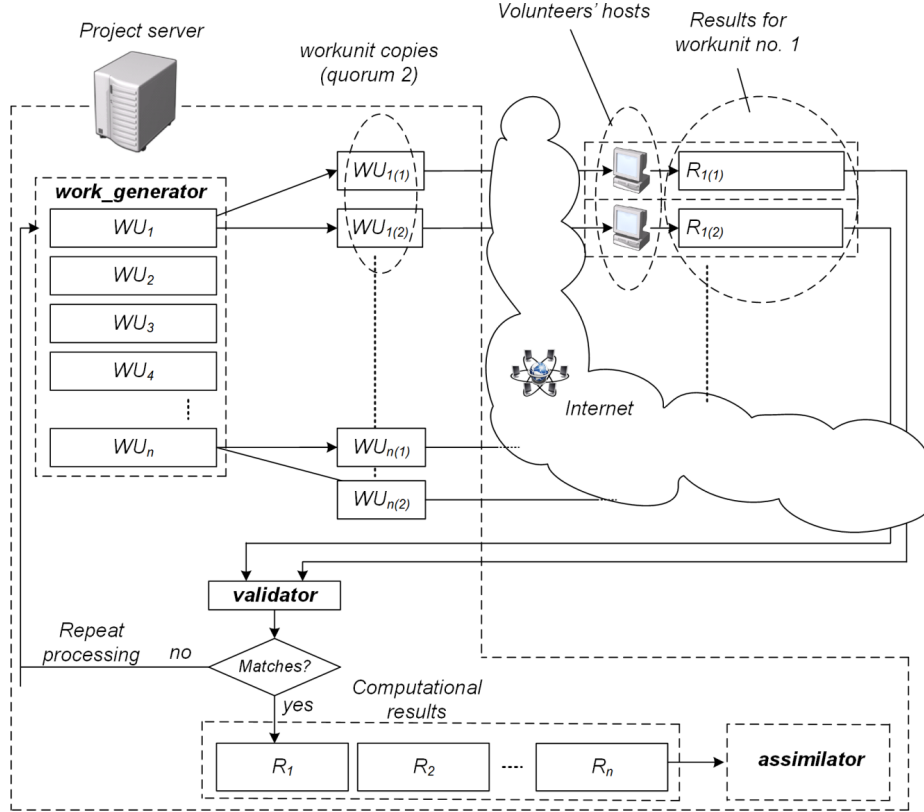 Project server
workunit copies
(quorum 2)
Volunteers' hosts
Results for
workunit no. 1
work_generator
WU1
WU2
WU3
WU4
WUn
WU1(1)
WU1(2)
WUn(1)
WUn(2)
R1(1)
R1(2)
Internet
validator
Matches?
no
Repeat
processing
yes
Computational
results
R1
R2
Rn
assimilator